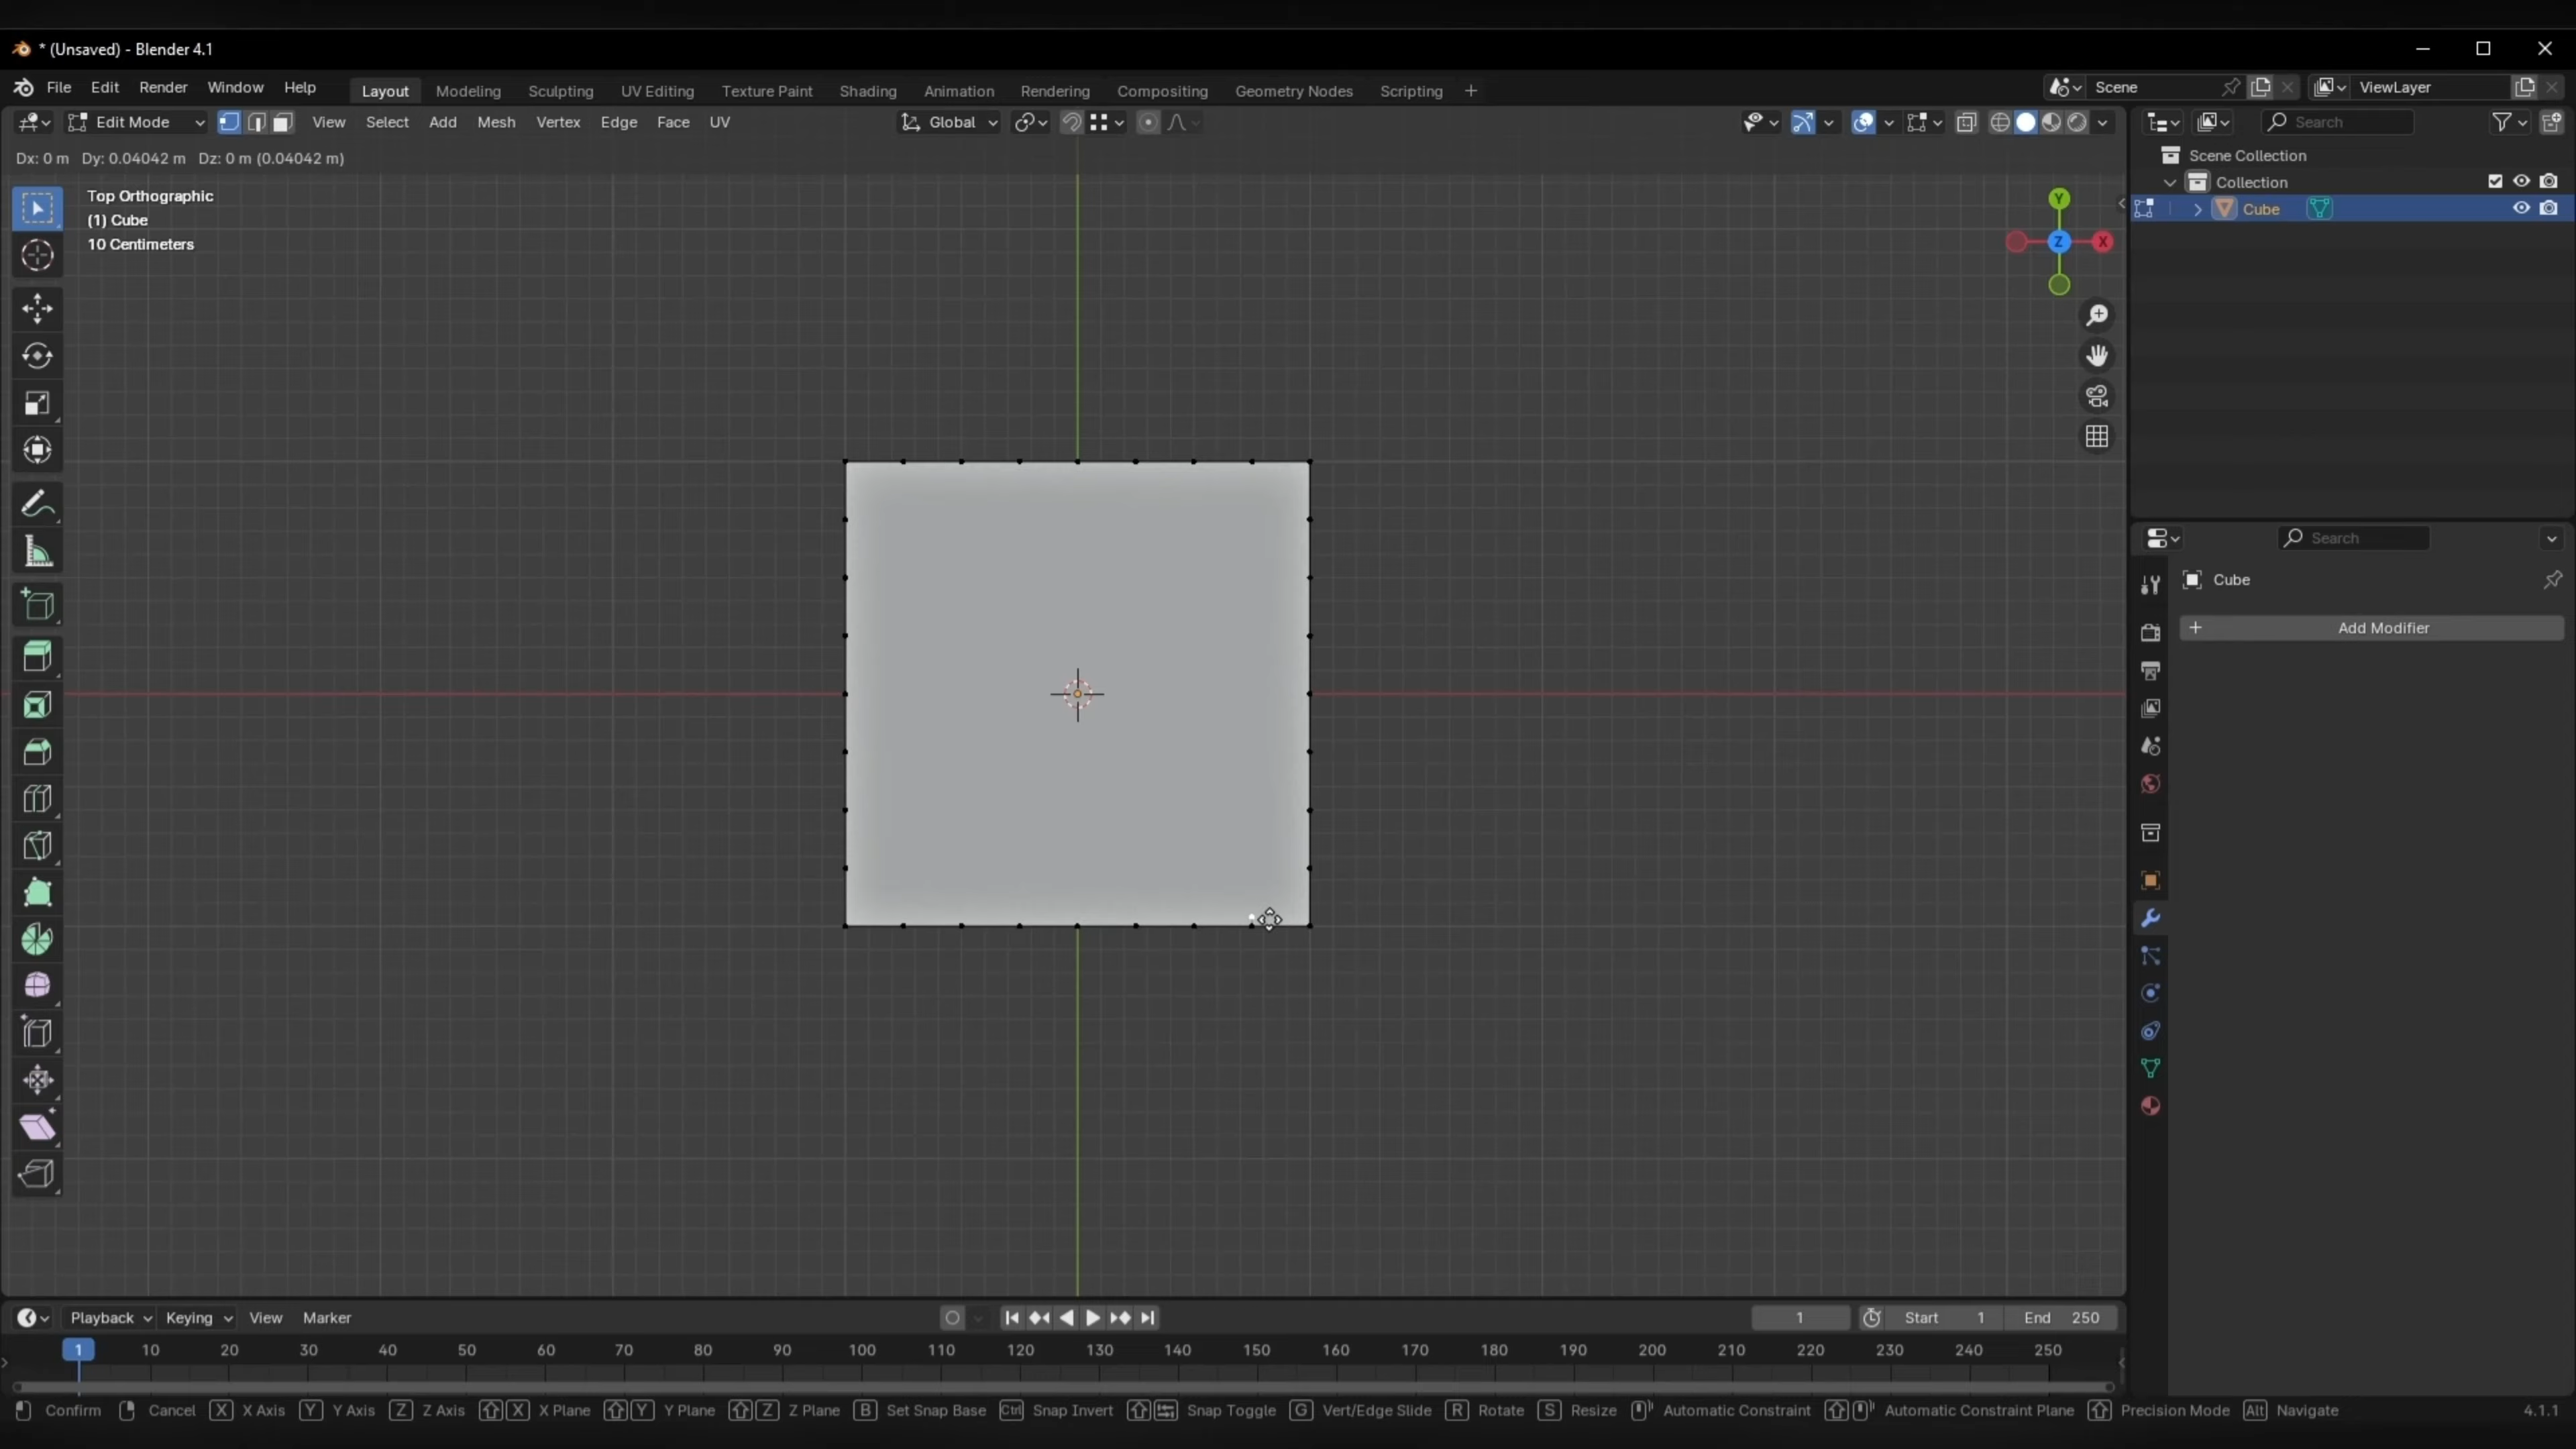 * (Unsaved) - Blender 4.1
File Edit Render Window Help Layout Modeling Sculpting UV Editing Texture Paint Shading Animation Rendering Compositing Geometry Nodes Scripting + Scene ViewLayer
Edit Mode View Select Add Mesh Vertex Edge Face UV Global Search
Dx: 0 m Dy: 0.04042 m Dz: 0 m (0.04042 m)
Scene Collection
Collection
Cube
Top Orthographic
(1) Cube
10 Centimeters
Y
Z X
Search
Cube
+ Add Modifier
Playback Keying View Marker 1 Start 1 End 250
1 10 20 30 40 50 60 70 80 90 100 110 120 130 140 150 160 170 180 190 200 210 220 230 240 250
Confirm Cancel X X Axis Y Y Axis Z Z Axis X X Plane Y Y Plane Z Z Plane B Set Snap Base Ctrl Snap Invert Snap Toggle G Vert/Edge Slide R Rotate S Resize Automatic Constraint Automatic Constraint Plane Precision Mode Alt Navigate 4.1.1